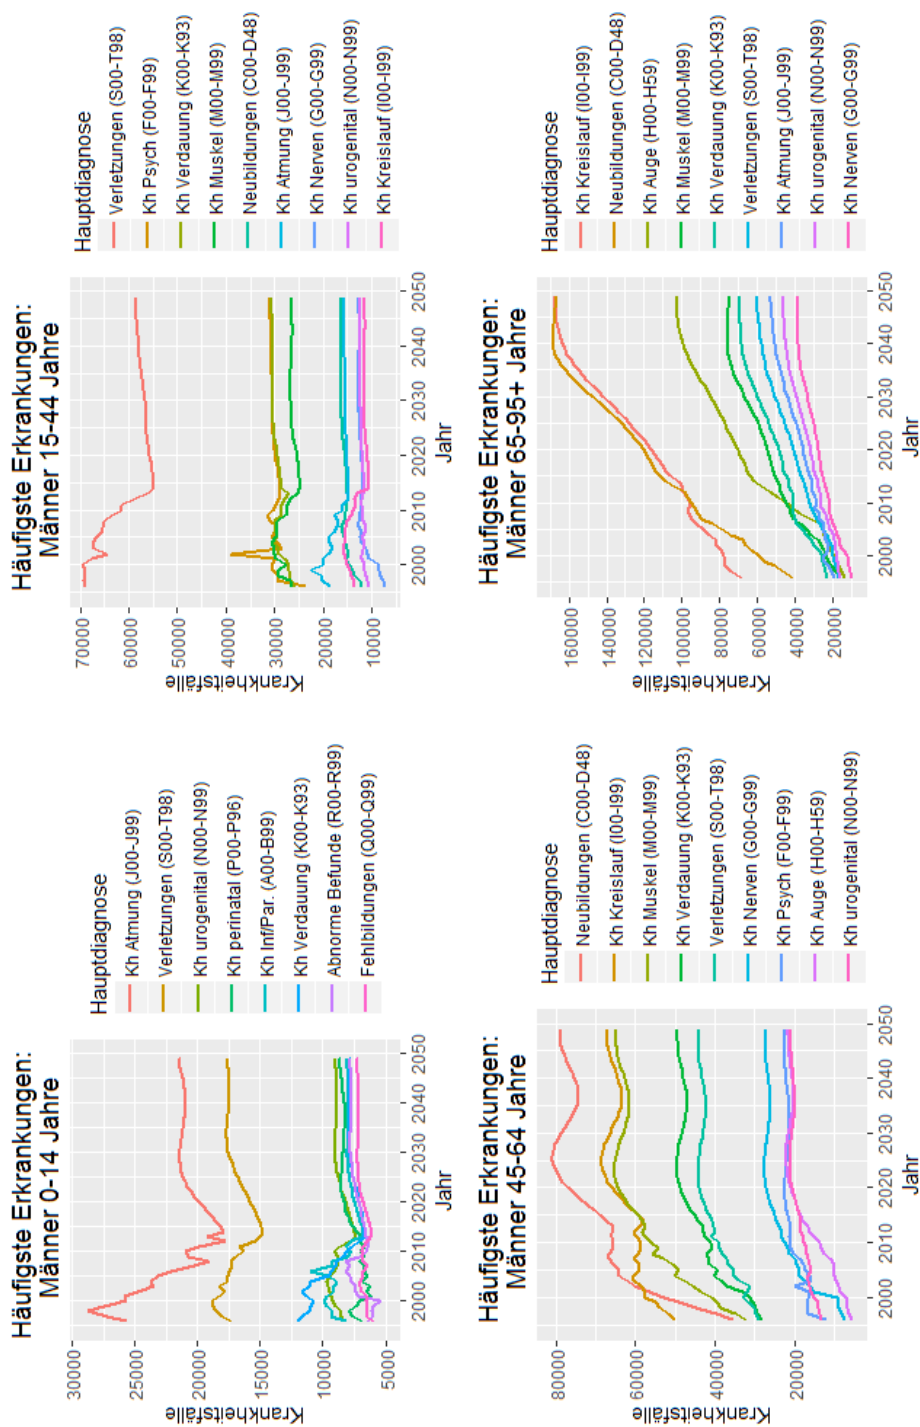 Häufigste Erkrankungen:
Männer 0-14 Jahre
Krankheitsfälle
30000
25000
20000
15000
10000
5000
2000
2010
2020
2030
2040
2050
Jahr
Hauptdiagnose
Kh Atmung (J00-J99)
Verletzungen (S00-T98)
Kh urogenital (N00-N99)
Kh perinatal (P00-P96)
Kh Inf/Par. (A00-B99)
Kh Verdauung (K00-K93)
Abnorme Befunde (R00-R99)
Fehlbildungen (Q00-Q99)
Häufigste Erkrankungen:
Männer 15-44 Jahre
Krankheitsfälle
70000
60000
50000
40000
30000
20000
10000
2000
2010
2020
2030
2040
2050
Jahr
Hauptdiagnose
Verletzungen (S00-T98)
Kh Psych (F00-F99)
Kh Verdauung (K00-K93)
Kh Muskel (M00-M99)
Neubildungen (C00-D48)
Kh Atmung (J00-J99)
Kh Nerven (G00-G99)
Kh urogenital (N00-N99)
Kh Kreislauf (I00-I99)
Häufigste Erkrankungen:
Männer 45-64 Jahre
Krankheitsfälle
80000
60000
40000
20000
2000
2010
2020
2030
2040
2050
Jahr
Hauptdiagnose
Neubildungen (C00-D48)
Kh Kreislauf (I00-I99)
Kh Muskel (M00-M99)
Kh Verdauung (K00-K93)
Verletzungen (S00-T98)
Kh Nerven (G00-G99)
Kh Psych (F00-F99)
Kh Auge (H00-H59)
Kh urogenital (N00-N99)
Häufigste Erkrankungen:
Männer 65-95+ Jahre
Krankheitsfälle
160000
140000
120000
100000
80000
60000
40000
20000
2000
2010
2020
2030
2040
2050
Jahr
Hauptdiagnose
Kh Kreislauf (I00-I99)
Neubildungen (C00-D48)
Kh Auge (H00-H59)
Kh Muskel (M00-M99)
Kh Verdauung (K00-K93)
Verletzungen (S00-T98)
Kh Atmung (J00-J99)
Kh urogenital (N00-N99)
Kh Nerven (G00-G99)